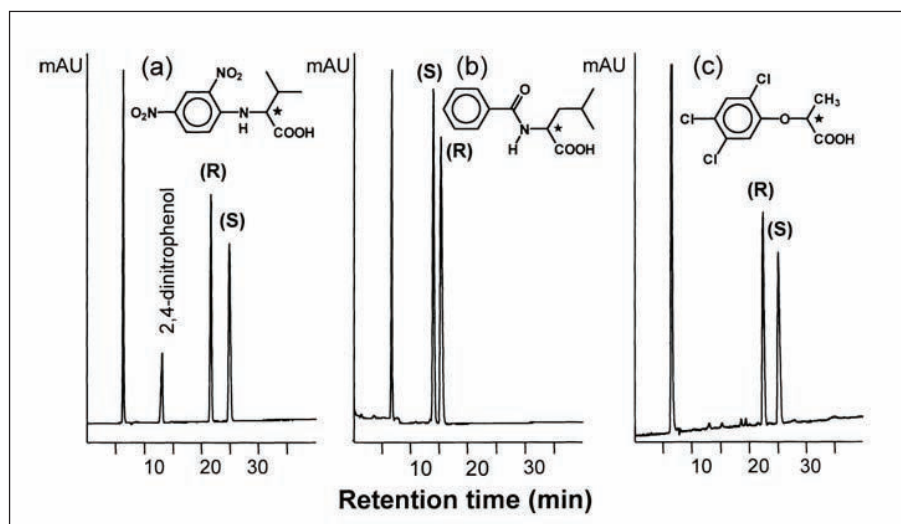 mAU
(a)
NO₂
NO₂
N
H
*
COOH
(R)
(S)
2,4-dinitrophenol
10
20
30
mAU
(S)
(b)
O
N
H
*
COOH
(R)
10
20
30
mAU
(c)
Cl
Cl
Cl
O
CH₃
*
COOH
(R)
(S)
10
20
30
Retention time (min)